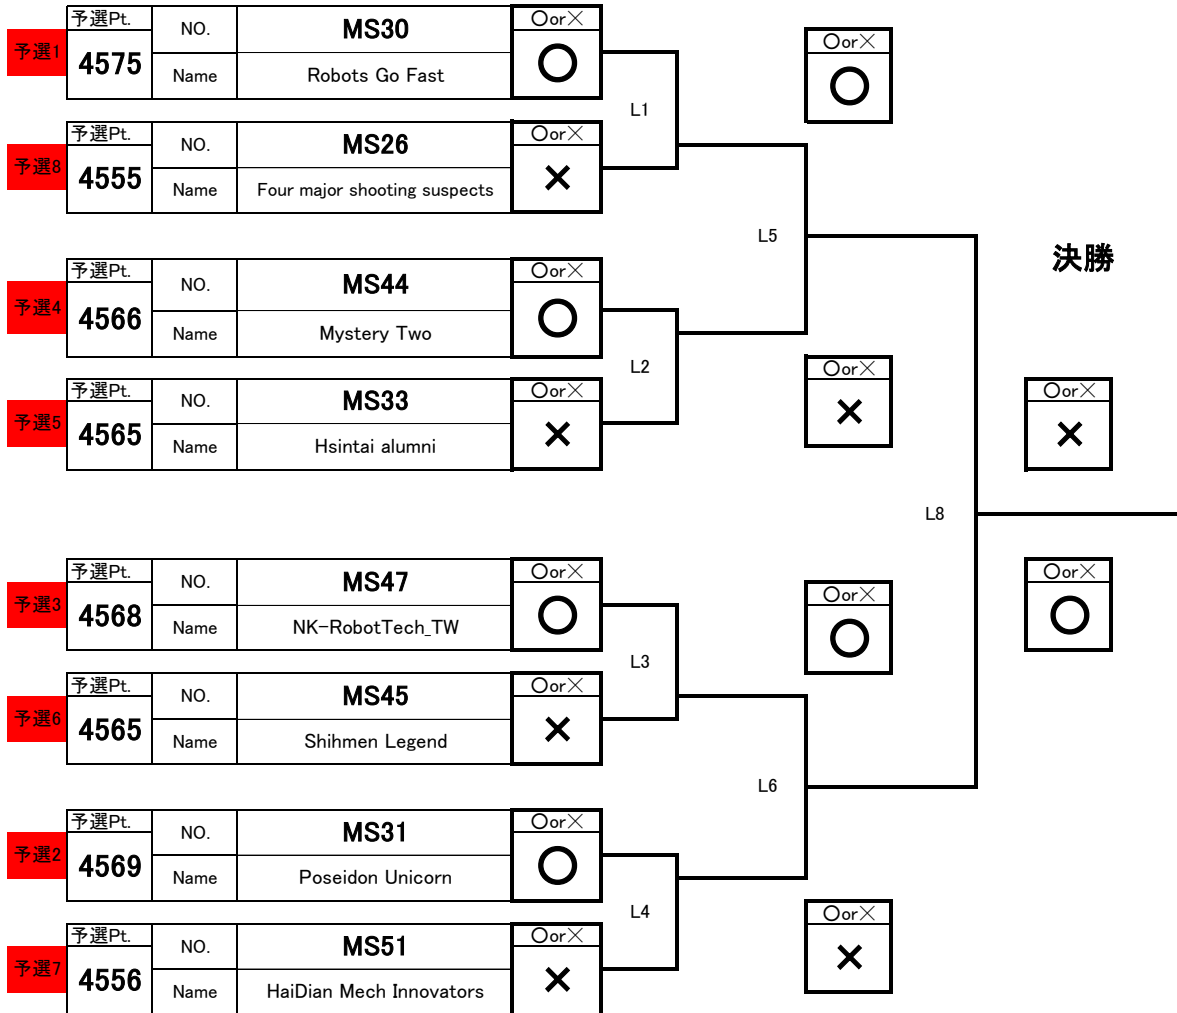 予選1 予選Pt. 4575 NO. MS30 〇or× 〇
Name Robots Go Fast
〇or× 〇
L1
予選8 予選Pt. 4555 NO. MS26 〇or× ×
Name Four major shooting suspects
L5
決勝
予選4 予選Pt. 4566 NO. MS44 〇or× 〇
Name Mystery Two
L2
〇or× ×
予選5 予選Pt. 4565 NO. MS33 〇or× ×
Name Hsintai alumni
〇or× ×
L8
予選3 予選Pt. 4568 NO. MS47 〇or× 〇
Name NK-RobotTech_TW
〇or× 〇
〇or× 〇
L3
予選6 予選Pt. 4565 NO. MS45 〇or× ×
Name Shihmen Legend
L6
予選2 予選Pt. 4569 NO. MS31 〇or× 〇
Name Poseidon Unicorn
L4
〇or× ×
予選7 予選Pt. 4556 NO. MS51 〇or× ×
Name HaiDian Mech Innovators